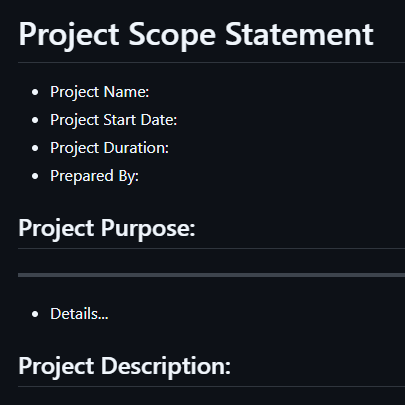 Project Scope Statement
Project Name:
Project Start Date:
Project Duration:
Prepared By:
Project Purpose:
Details...
Project Description: